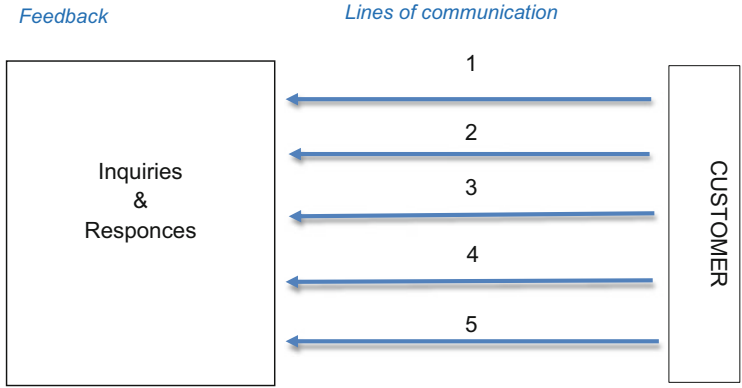 Feedback
Lines of communication
1
2
3
4
5
Inquiries
&
Responces
CUSTOMER